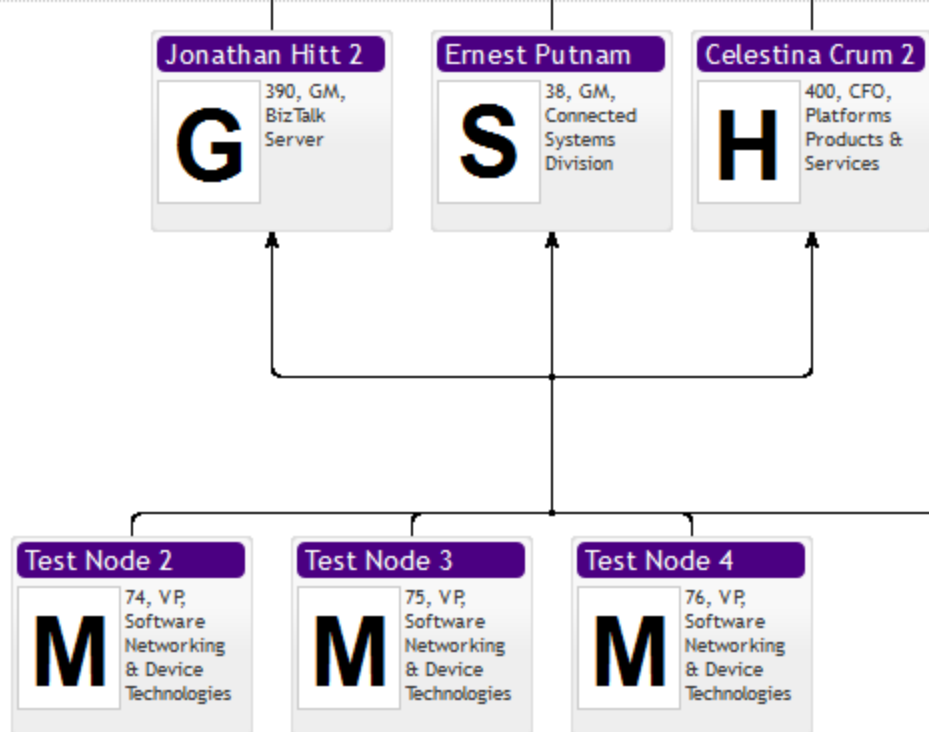 Jonathan Hitt 2
G
390, GM,
BizTalk
Server
Ernest Putnam
S
38, GM,
Connected
Systems
Division
Celestina Crum 2
H
400, CFO,
Platforms
Products &
Services
Test Node 2
M
74, VP,
Software
Networking
& Device
Technologies
Test Node 3
M
75, VP,
Software
Networking
& Device
Technologies
Test Node 4
M
76, VP,
Software
Networking
& Device
Technologies